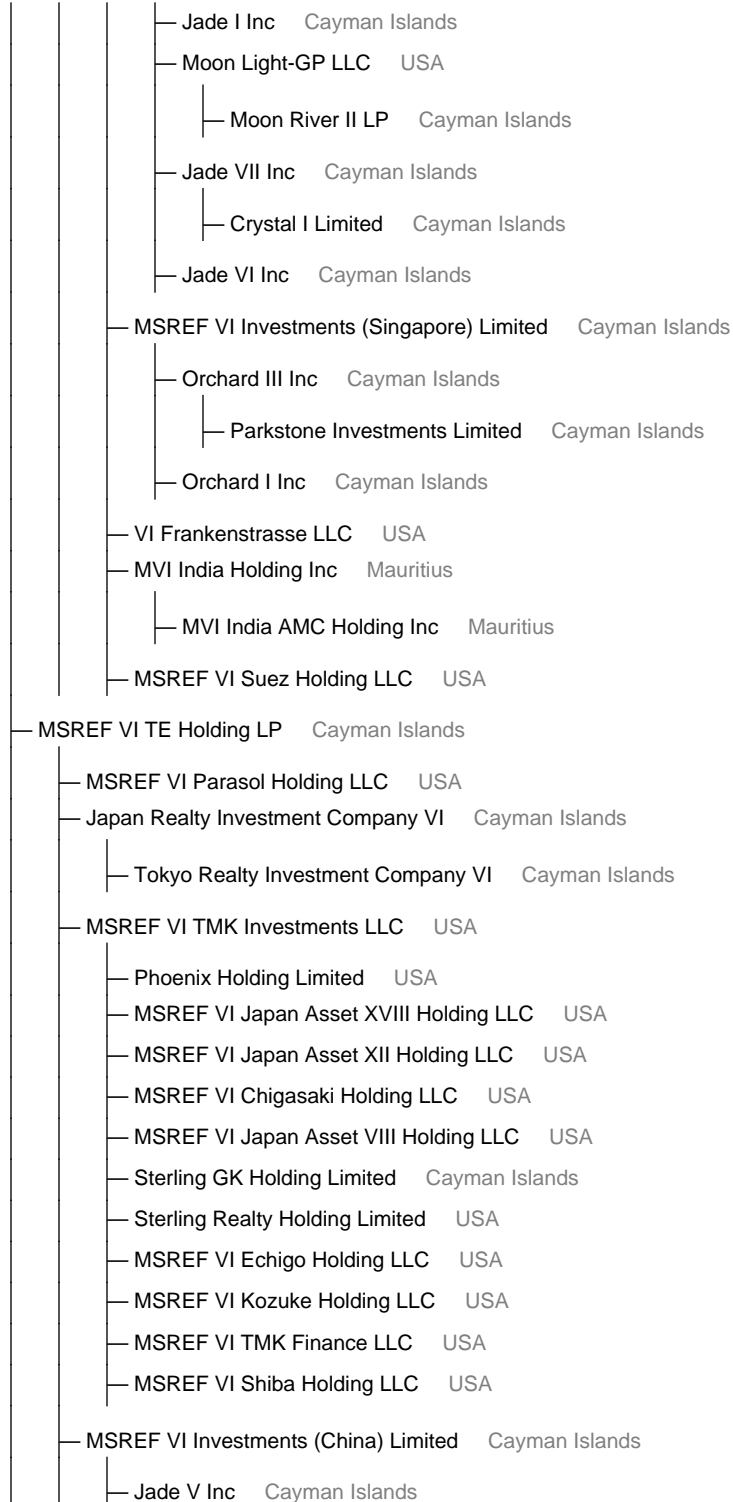 Jade I Inc Cayman Islands
Moon Light-GP LLC USA
Moon River II LP Cayman Islands
Jade VII Inc Cayman Islands
Crystal I Limited Cayman Islands
Jade VI Inc Cayman Islands
MSREF VI Investments (Singapore) Limited Cayman Islands
Orchard III Inc Cayman Islands
Parkstone Investments Limited Cayman Islands
Orchard I Inc Cayman Islands
VI Frankenstrasse LLC USA
MVI India Holding Inc Mauritius
MVI India AMC Holding Inc Mauritius
MSREF VI Suez Holding LLC USA
MSREF VI TE Holding LP Cayman Islands
MSREF VI Parasol Holding LLC USA
Japan Realty Investment Company VI Cayman Islands
Tokyo Realty Investment Company VI Cayman Islands
MSREF VI TMK Investments LLC USA
Phoenix Holding Limited USA
MSREF VI Japan Asset XVIII Holding LLC USA
MSREF VI Japan Asset XII Holding LLC USA
MSREF VI Chigasaki Holding LLC USA
MSREF VI Japan Asset VIII Holding LLC USA
Sterling GK Holding Limited Cayman Islands
Sterling Realty Holding Limited USA
MSREF VI Echigo Holding LLC USA
MSREF VI Kozuke Holding LLC USA
MSREF VI TMK Finance LLC USA
MSREF VI Shiba Holding LLC USA
MSREF VI Investments (China) Limited Cayman Islands
Jade V Inc Cayman Islands